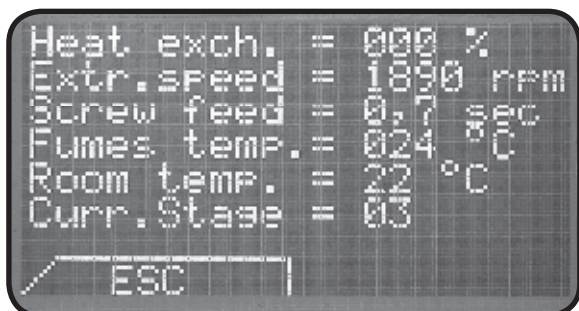 Heat exch. = 000 %
Extr.speed = 1890 rpm
Screw feed = 0,7 sec
Fumes temp.= 024 °C
Room temp. = 22 °C
Curr.Stage = 03
ESC